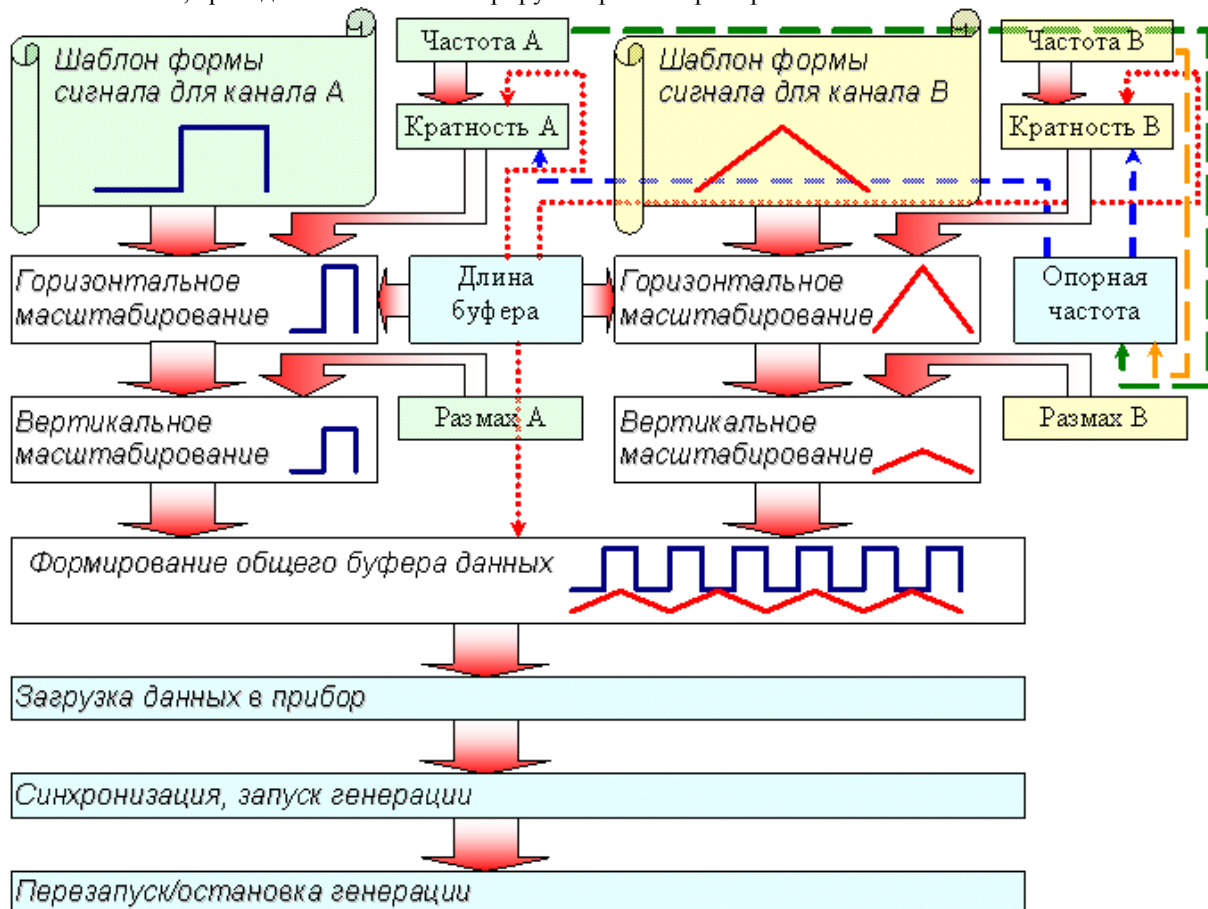 Частота А
Частота В
Шаблон формы
сигнала для канала А
Шаблон формы
сигнала для канала В
Кратность А
Кратность В
Горизонтальное
масштабирование
Длина
буфера
Горизонтальное
масштабирование
Опорная
частота
Вертикальное
масштабирование
Размах А
Вертикальное
масштабирование
Размах В
Формирование общего буфера данных
Загрузка данных в прибор
Синхронизация, запуск генерации
Перезапуск/остановка генерации